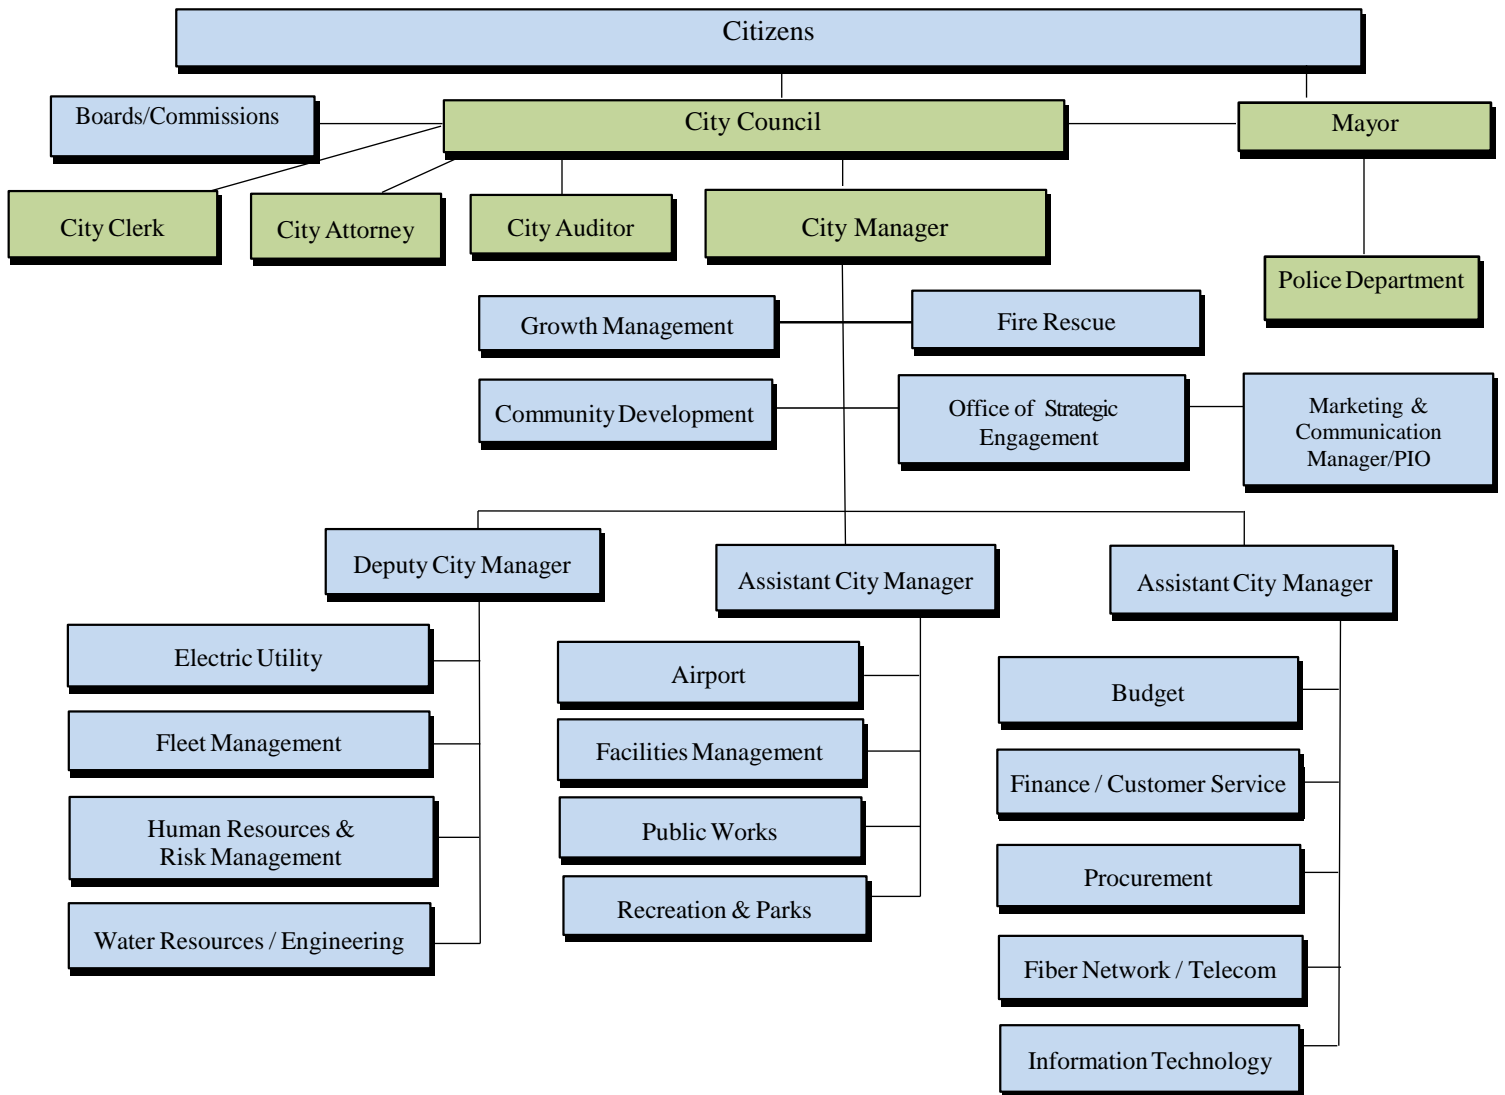 Citizens
Boards/Commissions
City Council
Mayor
City Clerk
City Attorney
City Auditor
City Manager
Police Department
Growth Management
Fire Rescue
Community Development
Office of Strategic
Engagement
Marketing &
Communication
Manager/PIO
Deputy City Manager
Assistant City Manager
Assistant City Manager
Electric Utility
Fleet Management
Human Resources &
Risk Management
Water Resources / Engineering
Airport
Facilities Management
Public Works
Recreation & Parks
Budget
Finance / Customer Service
Procurement
Fiber Network / Telecom
Information Technology